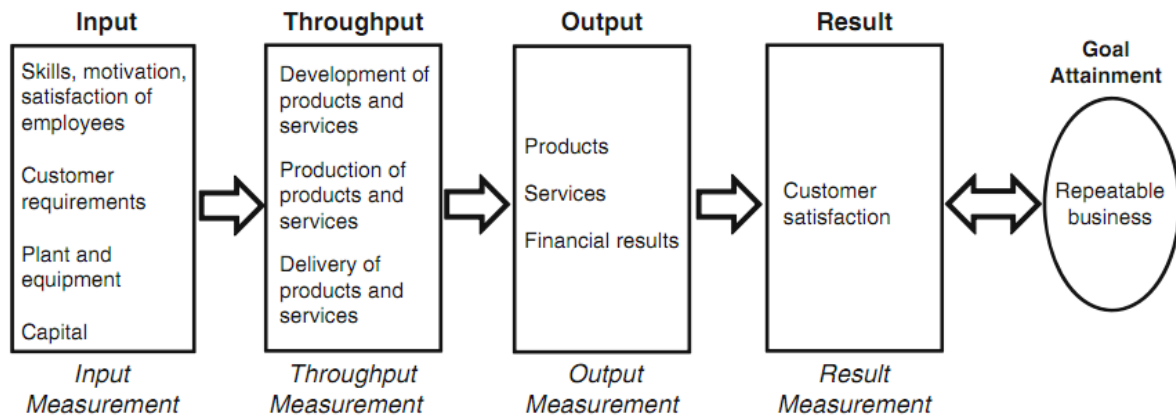 Input
Skills, motivation,
satisfaction of
employees
Customer
requirements
Plant and
equipment
Capital
Input
Measurement
Throughput
Development of
products and
services
Production of
products and
services
Delivery of
products and
services
Throughput
Measurement
Output
Products
Services
Financial results
Output
Measurement
Result
Customer
satisfaction
Result
Measurement
Goal
Attainment
Repeatable
business